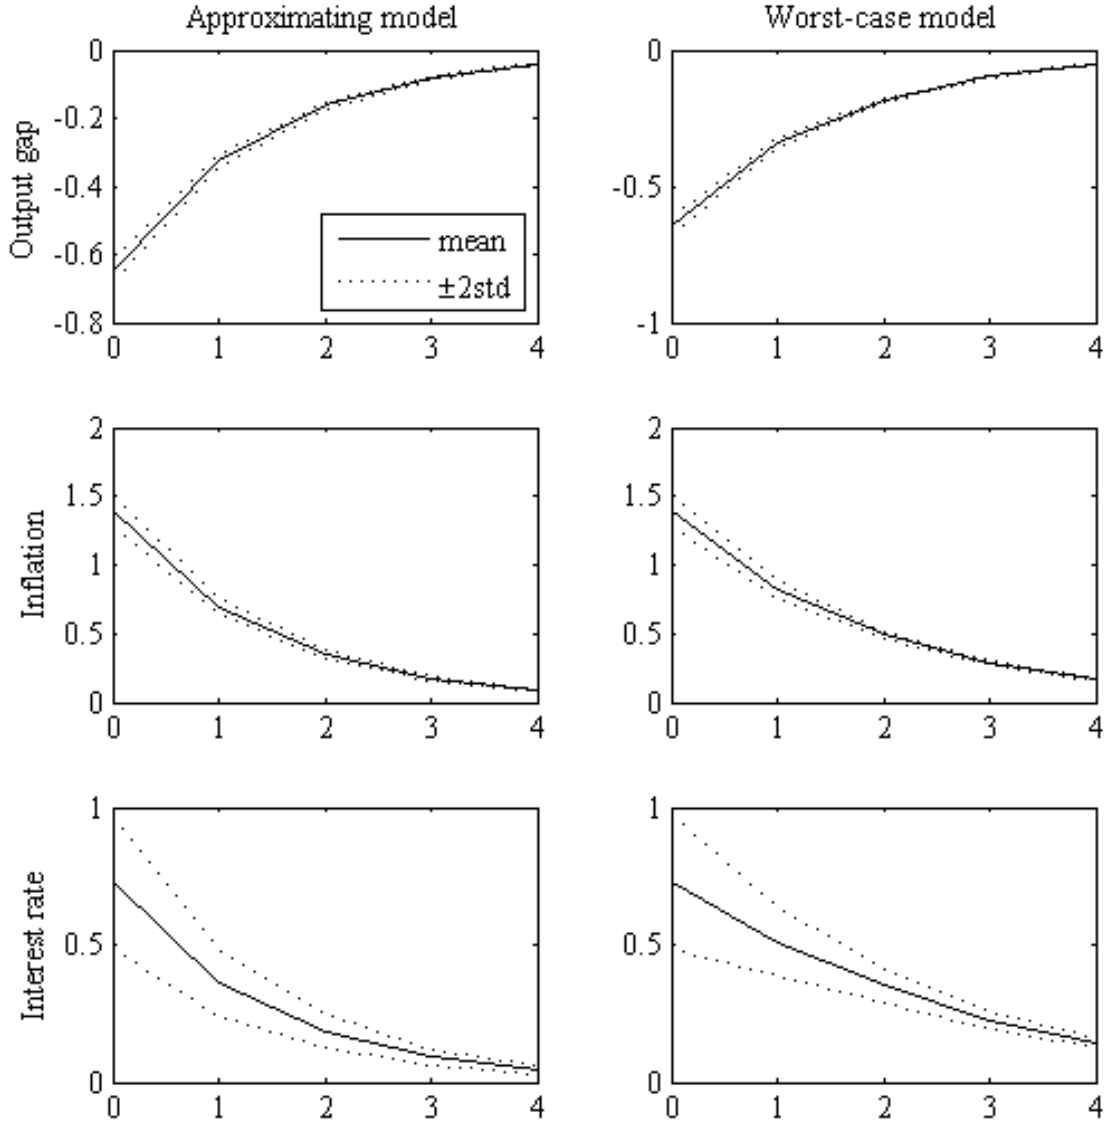 Approximating model
Worst-case model
Output gap
0
-0.2
-0.4
-0.6
-0.8
0 1 2 3 4
mean
±2std
0
-0.5
-1
0 1 2 3 4
Inflation
2
1.5
1
0.5
0
0 1 2 3 4
2
1.5
1
0.5
0
0 1 2 3 4
Interest rate
1
0.5
0
0 1 2 3 4
1
0.5
0
0 1 2 3 4